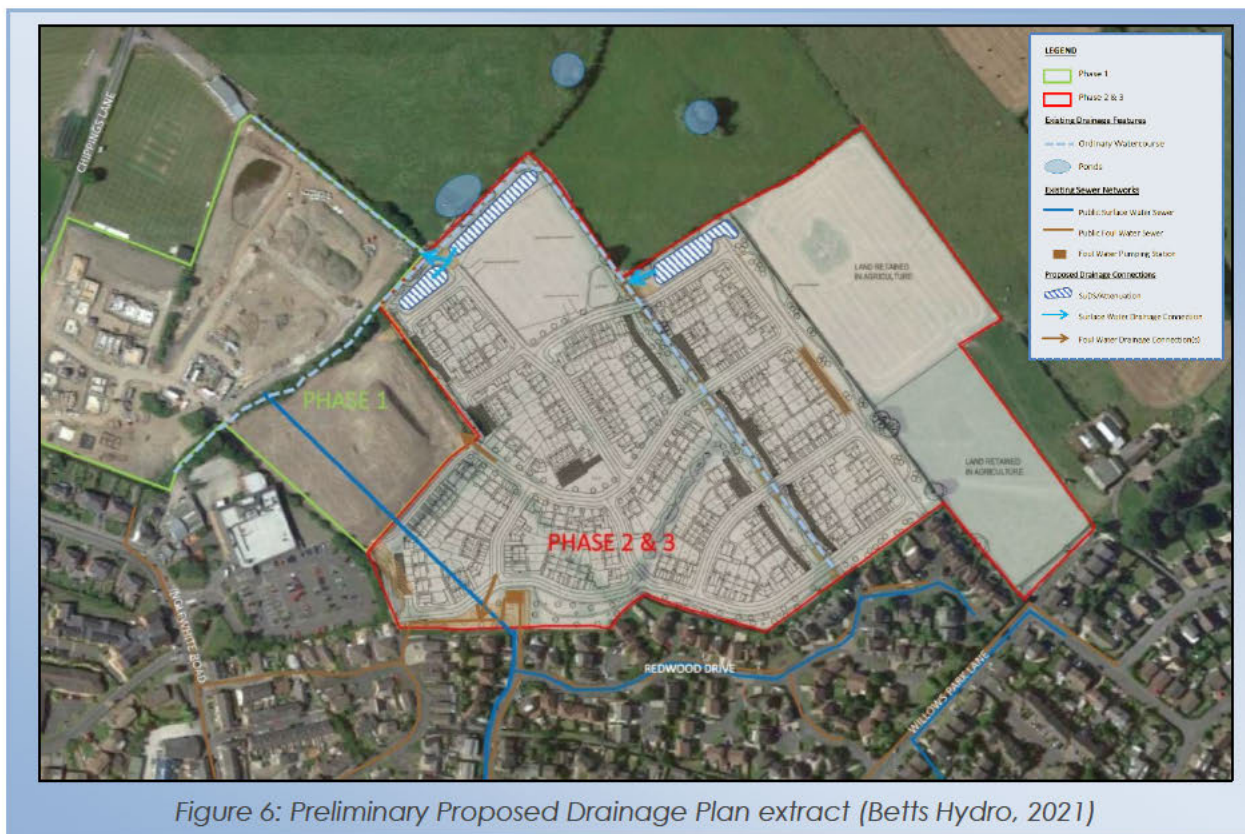 CHIPPINGS LANE
LEGEND
Phase 1
Phase 2 & 3
Existing Drainage Features
Ordinary Watercourse
Ponds
Existing Sewer Networks
Public Surface Water Sewer
Public Foul Water Sewer
Foul Water Pumping Station
Proposed Drainage Connections
SuDS/Attenuation
Surface Water Drainage Connection
Foul Water Drainage Connection(s)
LAND RETAINED
IN AGRICULTURE
PHASE 1
LAND RETAINED
IN AGRICULTURE
PHASE 2 & 3
INGLEWHITE ROAD
REDWOOD DRIVE
WILLOWS PARK LANE
Figure 6: Preliminary Proposed Drainage Plan extract (Betts Hydro, 2021)